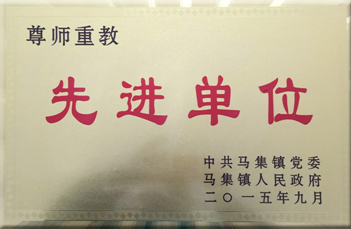 尊师重教
先进单位
中共马集镇党委
马集镇人民政府
二〇一五年九月